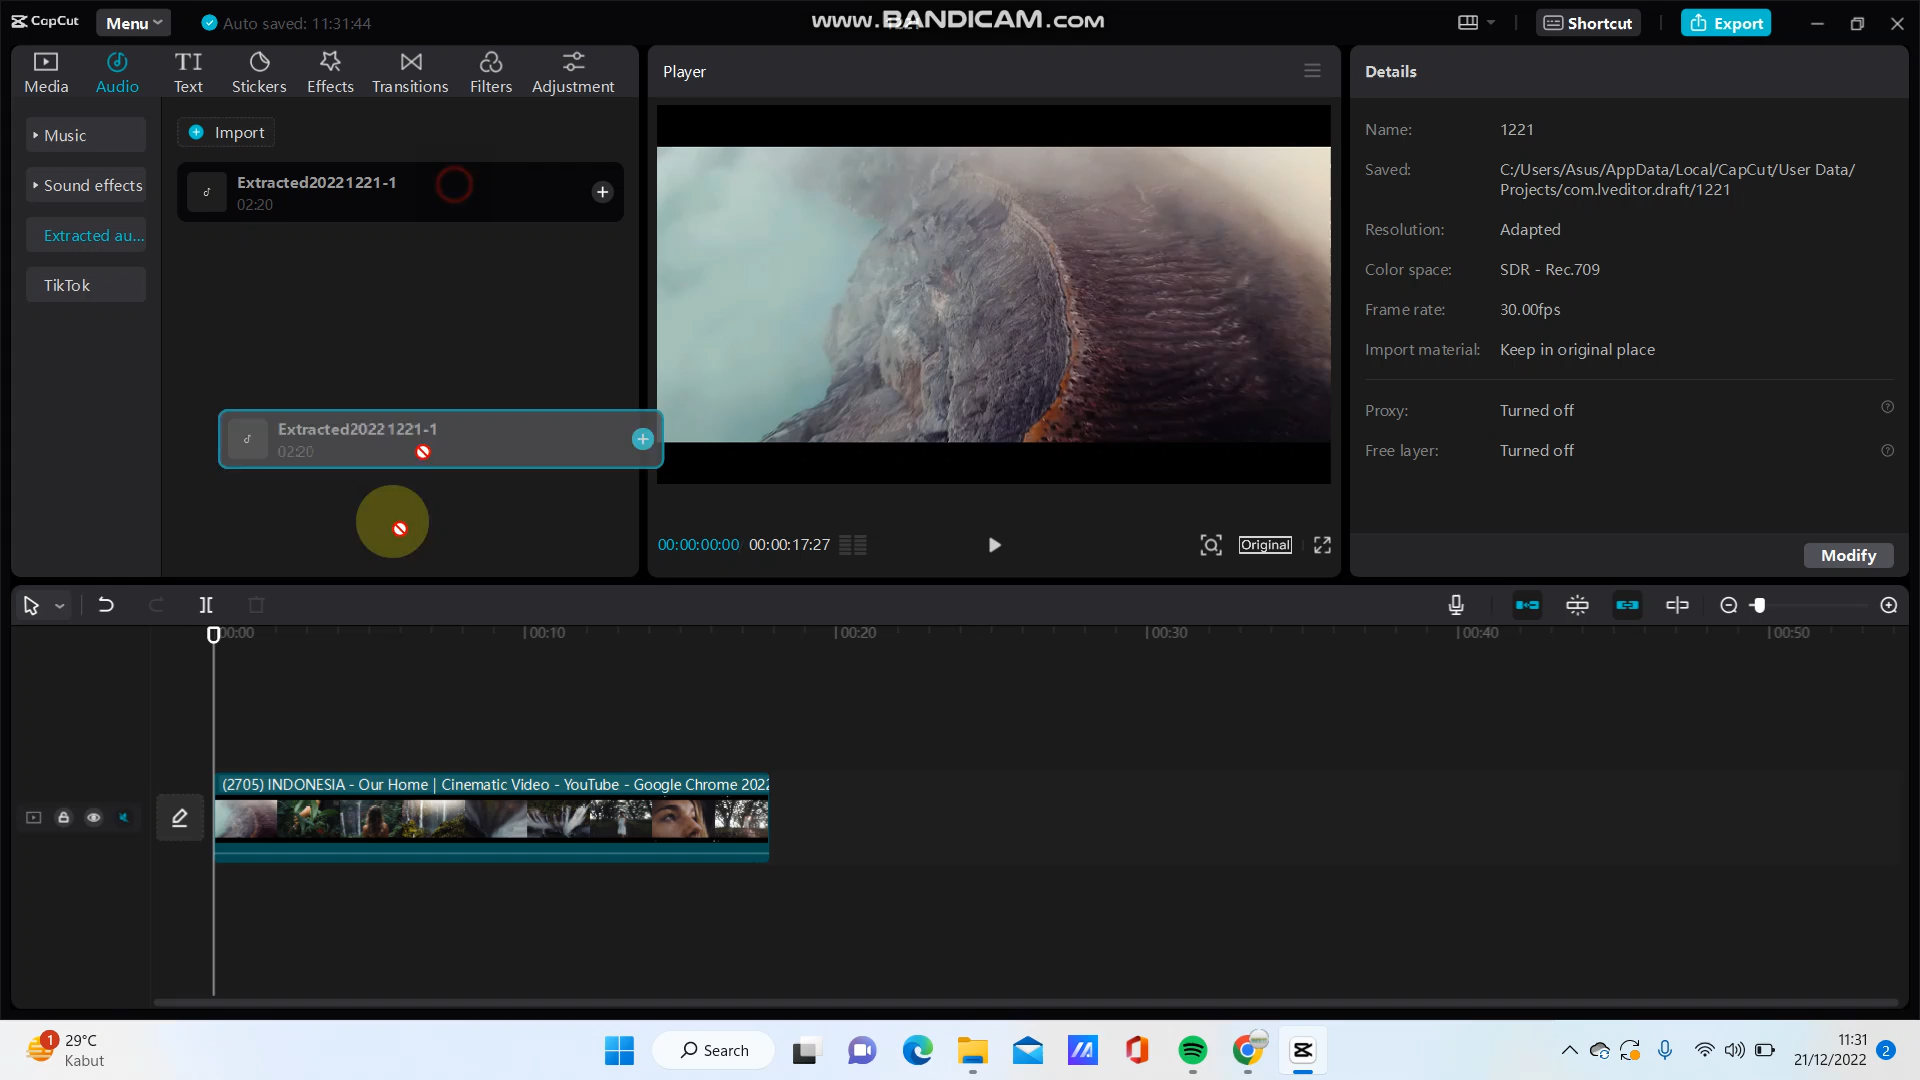 CapCut
Menu
Auto saved: 11:31:44
www.BANDICAM.com
Shortcut
Export
Media
Audio
Text
Stickers
Effects
Transitions
Filters
Adjustment
Music
Sound effects
Extracted au...
TikTok
Import
Extracted20221221-1
02:20
Extracted20221221-1
02:20
Player
00:00:00:00
00:00:17:27
Original
Details
Name:
1221
Saved:
C:/Users/Asus/AppData/Local/CapCut/User Data/
Projects/com.lveditor.draft/1221
Resolution:
Adapted
Color space:
SDR - Rec.709
Frame rate:
30.00fps
Import material:
Keep in original place
Proxy:
Turned off
Free layer:
Turned off
Modify
00:00
00:10
00:20
00:30
00:40
00:50
(2705) INDONESIA - Our Home | Cinematic Video - YouTube - Google Chrome 2022
1
29°C
Kabut
Search
11:31
21/12/2022
2